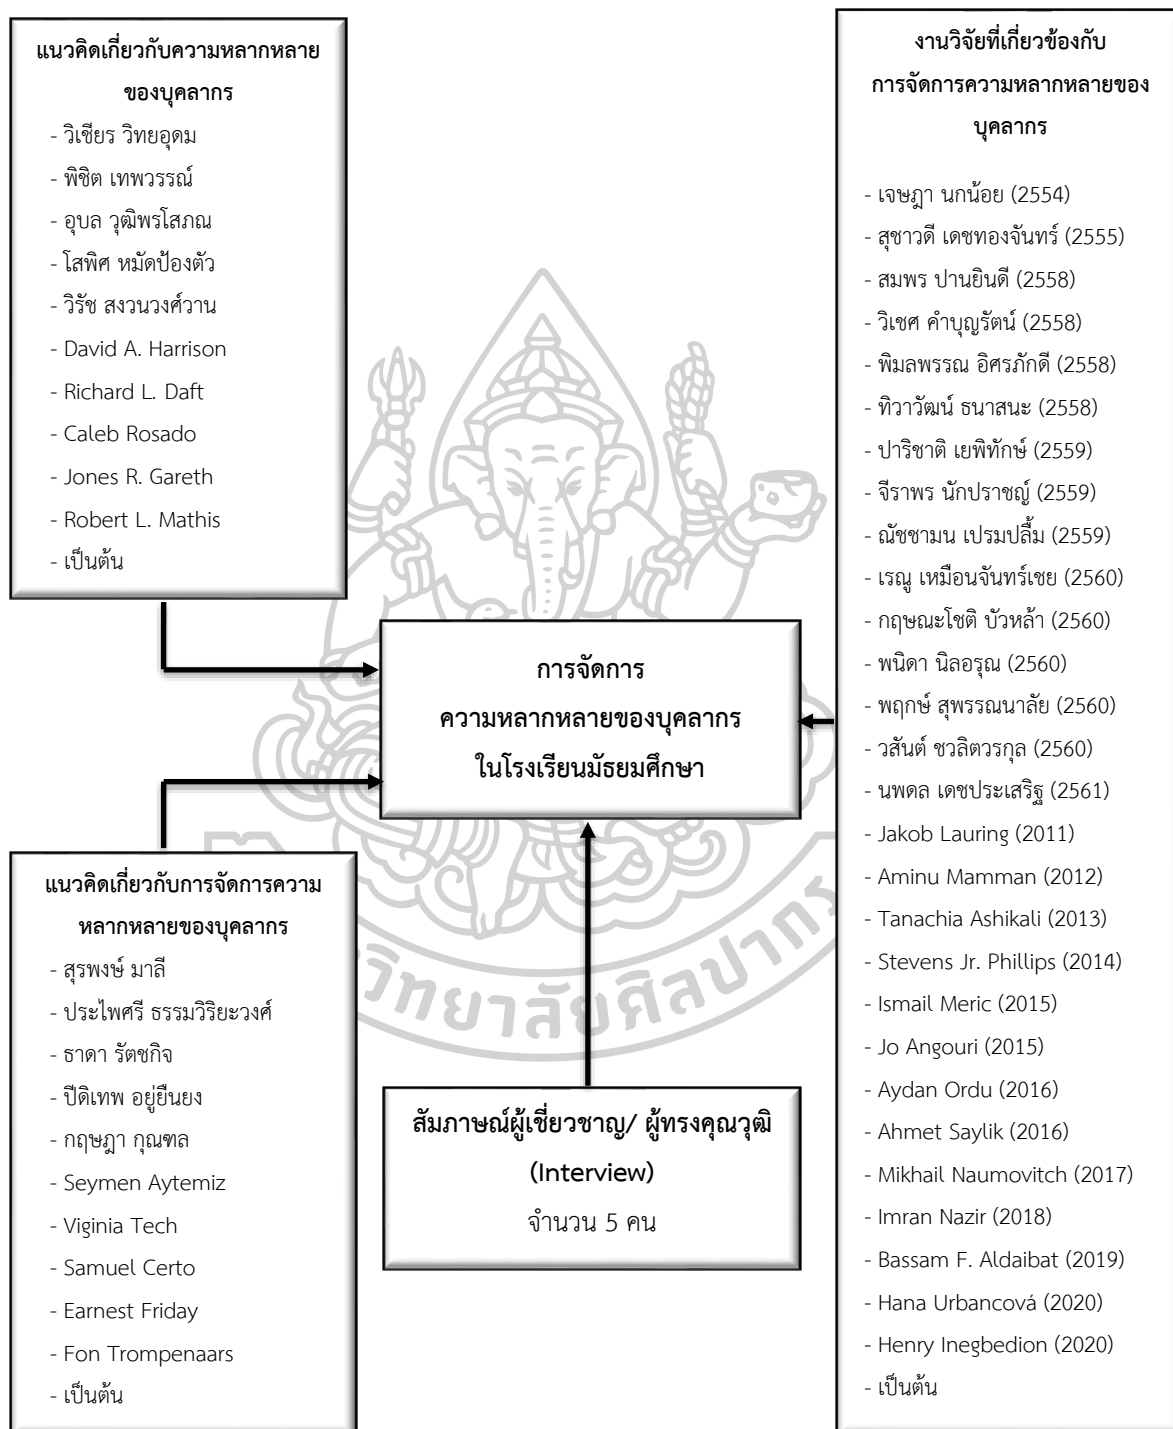 แนวคิดเกี่ยวกับความหลากหลาย
ของบุคลากร
- วิเชียร วิทยอุดม
- พิชิต เทพวรรณ์
- อุบล วุฒิพรโสภณ
- โสพิศ หมัดป้องตัว
- วิรัช สงวนวงศ์วาน
- David A. Harrison
- Richard L. Daft
- Caleb Rosado
- Jones R. Gareth
- Robert L. Mathis
- เป็นต้น
แนวคิดเกี่ยวกับการจัดการความ
หลากหลายของบุคลากร
- สุรพงษ์ มาลี
- ประไพศรี ธรรมวิริยะวงศ์
- ธาดา รัตชกิจ
- ปีดิเทพ อยู่ยืนยง
- กฤษฎา กุณฑล
- Seymen Aytemiz
- Viginia Tech
- Samuel Certo
- Earnest Friday
- Fon Trompenaars
- เป็นต้น
การจัดการ
ความหลากหลายของบุคลากร
ในโรงเรียนมัธยมศึกษา
สัมภาษณ์ผู้เชี่ยวชาญ/ ผู้ทรงคุณวุฒิ
(Interview)
จำนวน 5 คน
งานวิจัยที่เกี่ยวข้องกับ
การจัดการความหลากหลายของ
บุคลากร
- เจษฎา นกน้อย (2554)
- สุชาวดี เดชทองจันทร์ (2555)
- สมพร ปานยินดี (2558)
- วิเชศ คำบุญรัตน์ (2558)
- พิมลพรรณ อิศรภักดี (2558)
- ทิวาวัฒน์ ธนาสนะ (2558)
- ปาริชาติ เยพิทักษ์ (2559)
- จีราพร นักปราชญ์ (2559)
- ณัชชามน เปรมปลื้ม (2559)
- เรณู เหมือนจันทร์เชย (2560)
- กฤษณะโชติ บัวหล้า (2560)
- พนิดา นิลอรุณ (2560)
- พฤกษ์ สุพรรณนาลัย (2560)
- วสันต์ ชวลิตวรกุล (2560)
- นพดล เดชประเสริฐ (2561)
- Jakob Lauring (2011)
- Aminu Mamman (2012)
- Tanachia Ashikali (2013)
- Stevens Jr. Phillips (2014)
- Ismail Meric (2015)
- Jo Angouri (2015)
- Aydan Ordu (2016)
- Ahmet Saylik (2016)
- Mikhail Naumovitch (2017)
- Imran Nazir (2018)
- Bassam F. Aldaibat (2019)
- Hana Urbancová (2020)
- Henry Inegbedion (2020)
- เป็นต้น